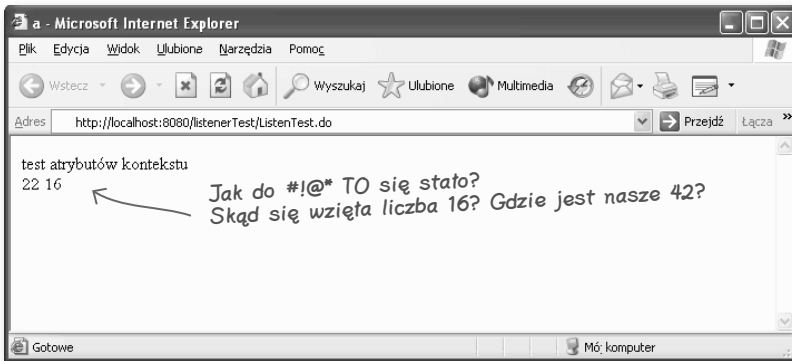 a - Microsoft Internet Explorer
Plik Edycja Widok Ulubione Narzędzia Pomoc
Wstecz Wyszukaj Ulubione Multimedia
Adres http://localhost:8080/listenerTest/ListenTest.do Przejdź Łącza »
test atrybutów kontekstu
22 16
Jak do #!@* TO się stało?
Skąd się wzięta liczba 16? Gdzie jest nasze 42?
Gotowe Mój komputer